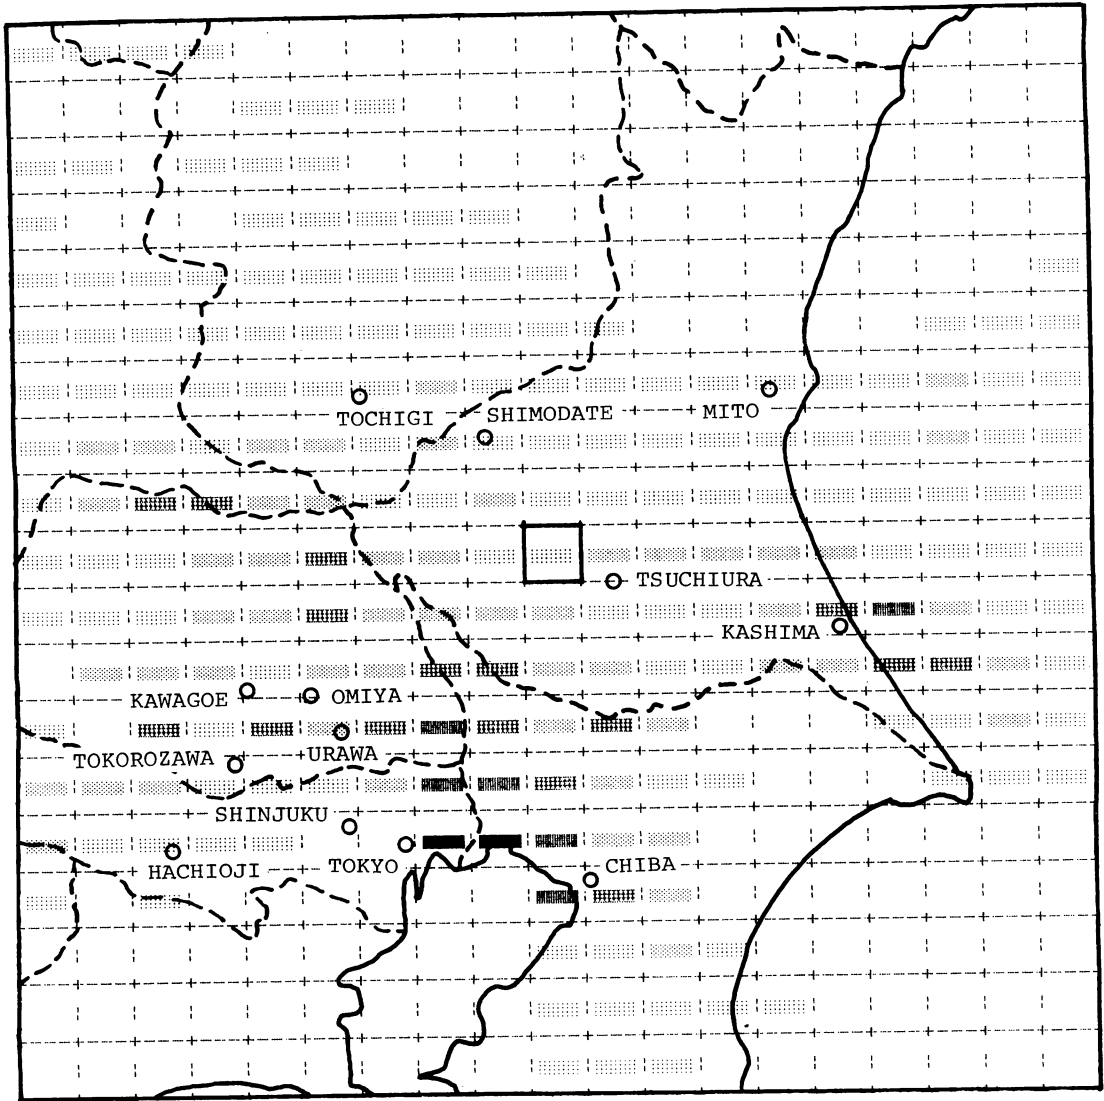 TOCHIGI SHIMODATE MITO
TSUCHIURA
KASHIMA
KAWAGOE OMIYA
TOKOROZAWA URAWA
SHINJUKU
HACHIOJI TOKYO CHIBA